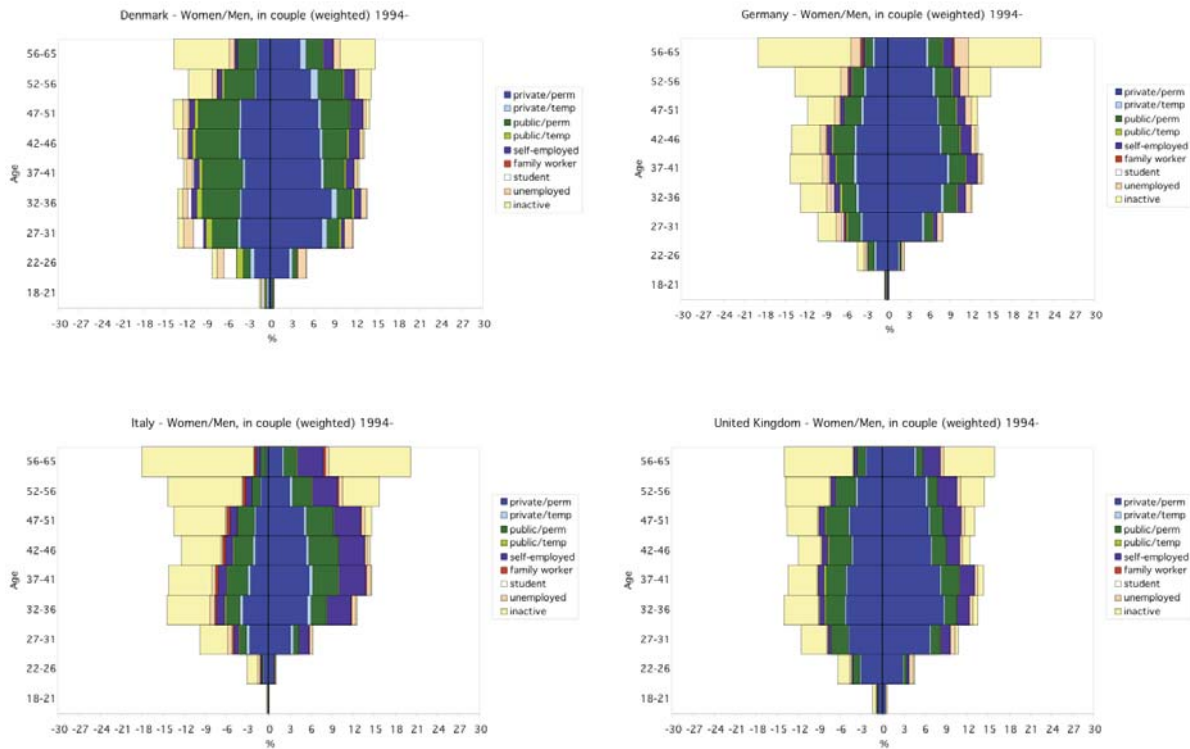 Denmark - Women/Men, in couple (weighted) 1994-
Age
56-65
52-56
47-51
42-46
37-41
32-36
27-31
22-26
18-21
-30 -27 -24 -21 -18 -15 -12 -9 -6 -3 0 3 6 9 12 15 18 21 24 27 30
%
private/perm
private/temp
public/perm
public/temp
self-employed
family worker
student
unemployed
inactive
Germany - Women/Men, in couple (weighted) 1994-
Age
56-65
52-56
47-51
42-46
37-41
32-36
27-31
22-26
18-21
-30 -27 -24 -21 -18 -15 -12 -9 -6 -3 0 3 6 9 12 15 18 21 24 27 30
%
private/perm
private/temp
public/perm
public/temp
self-employed
family worker
student
unemployed
inactive
Italy - Women/Men, in couple (weighted) 1994-
Age
56-65
52-56
47-51
42-46
37-41
32-36
27-31
22-26
18-21
-30 -27 -24 -21 -18 -15 -12 -9 -6 -3 0 3 6 9 12 15 18 21 24 27 30
%
private/perm
private/temp
public/perm
public/temp
self-employed
family worker
student
unemployed
inactive
United Kingdom - Women/Men, in couple (weighted) 1994-
Age
56-65
52-56
47-51
42-46
37-41
32-36
27-31
22-26
18-21
-30 -27 -24 -21 -18 -15 -12 -9 -6 -3 0 3 6 9 12 15 18 21 24 27 30
%
private/perm
private/temp
public/perm
public/temp
self-employed
family worker
student
unemployed
inactive